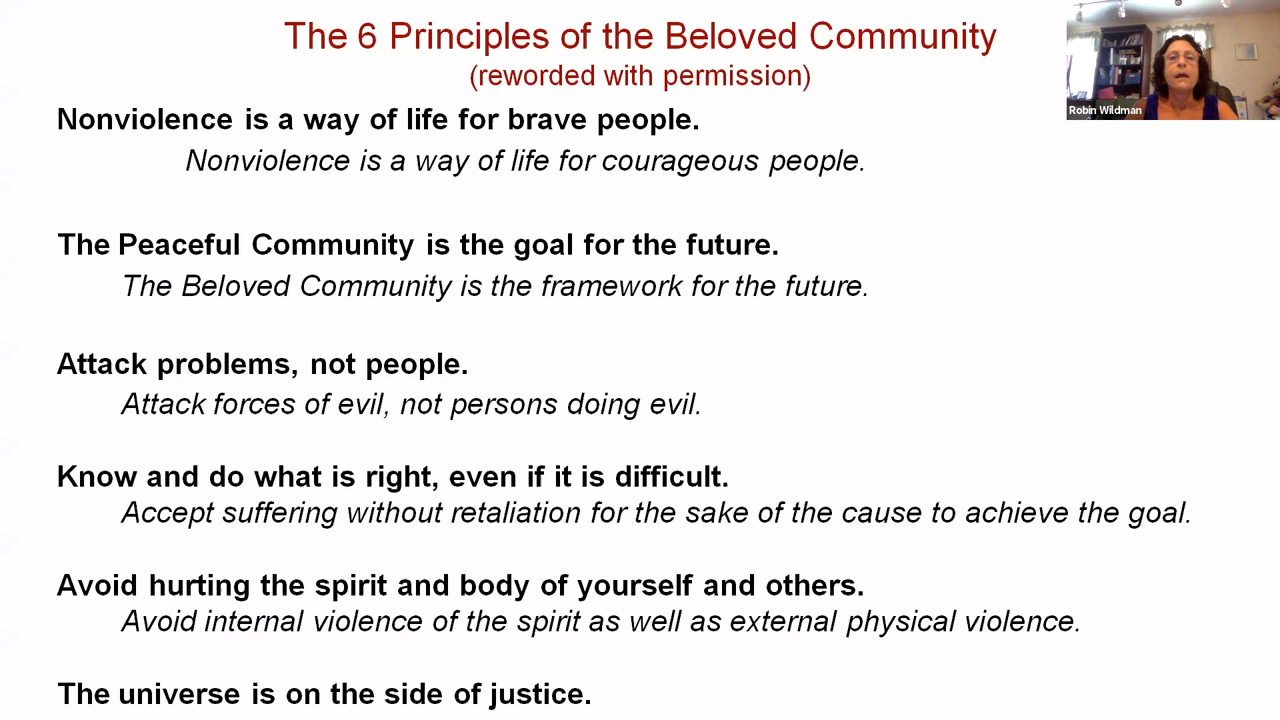 The 6 Principles of the Beloved Community
(reworded with permission)
Robin Wildman
Nonviolence is a way of life for brave people.
Nonviolence is a way of life for courageous people.
The Peaceful Community is the goal for the future.
The Beloved Community is the framework for the future.
Attack problems, not people.
Attack forces of evil, not persons doing evil.
Know and do what is right, even if it is difficult.
Accept suffering without retaliation for the sake of the cause to achieve the goal.
Avoid hurting the spirit and body of yourself and others.
Avoid internal violence of the spirit as well as external physical violence.
The universe is on the side of justice.